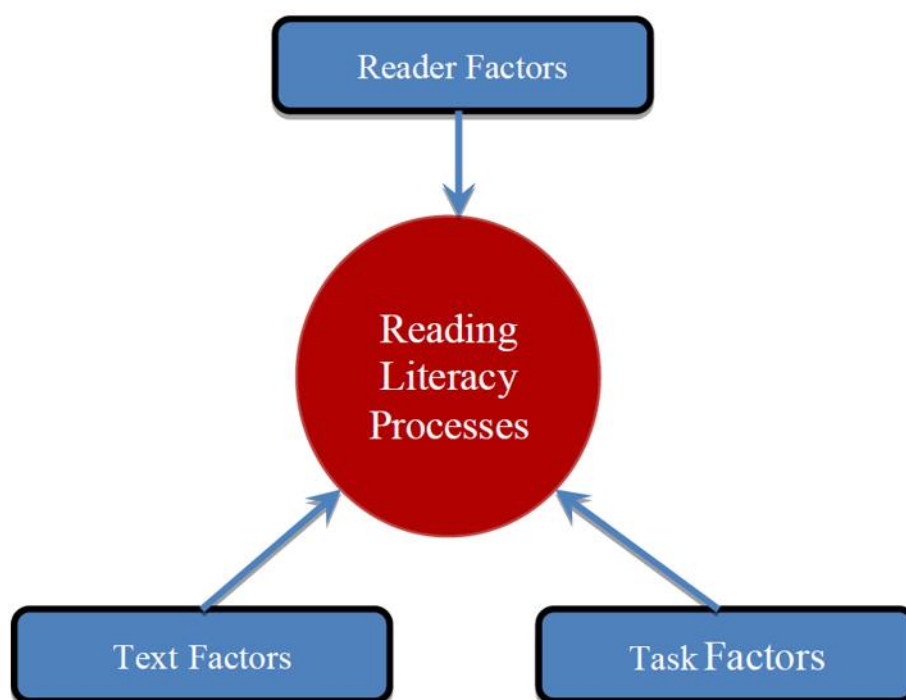 Reader Factors
Reading
Literacy
Processes
Text Factors
Task Factors